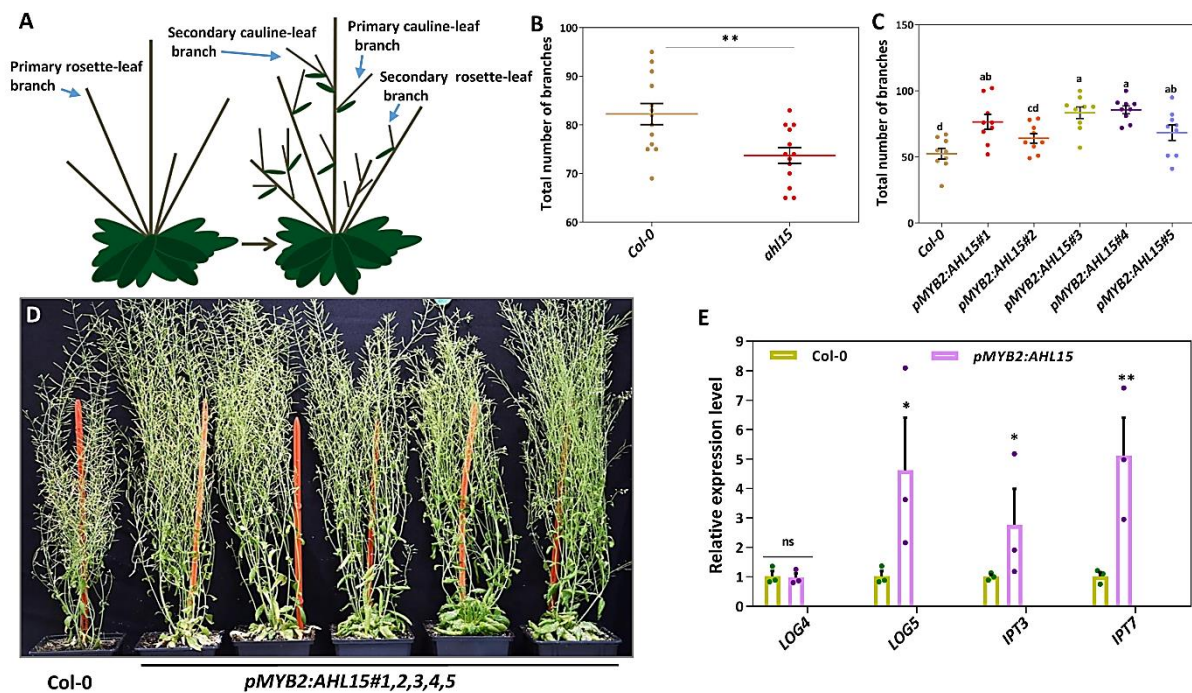 A
Secondary cauline-leaf
branch
Primary cauline-leaf
branch
Primary rosette-leaf
branch
Secondary rosette-leaf
branch
B
Total number of branches
100
90
80
70
60
**
Col-0
ahl15
C
Total number of branches
150
100
50
0
d
ab
cd
a
a
ab
Col-0
pMYB2:AHL15#1
pMYB2:AHL15#2
pMYB2:AHL15#3
pMYB2:AHL15#4
pMYB2:AHL15#5
D
Col-0
pMYB2:AHL15#1,2,3,4,5
E
Relative expression level
9
8
7
6
5
4
3
2
1
0
Col-0
pMYB2:AHL15
ns
*
*
**
LOG4
LOG5
IPT3
IPT7